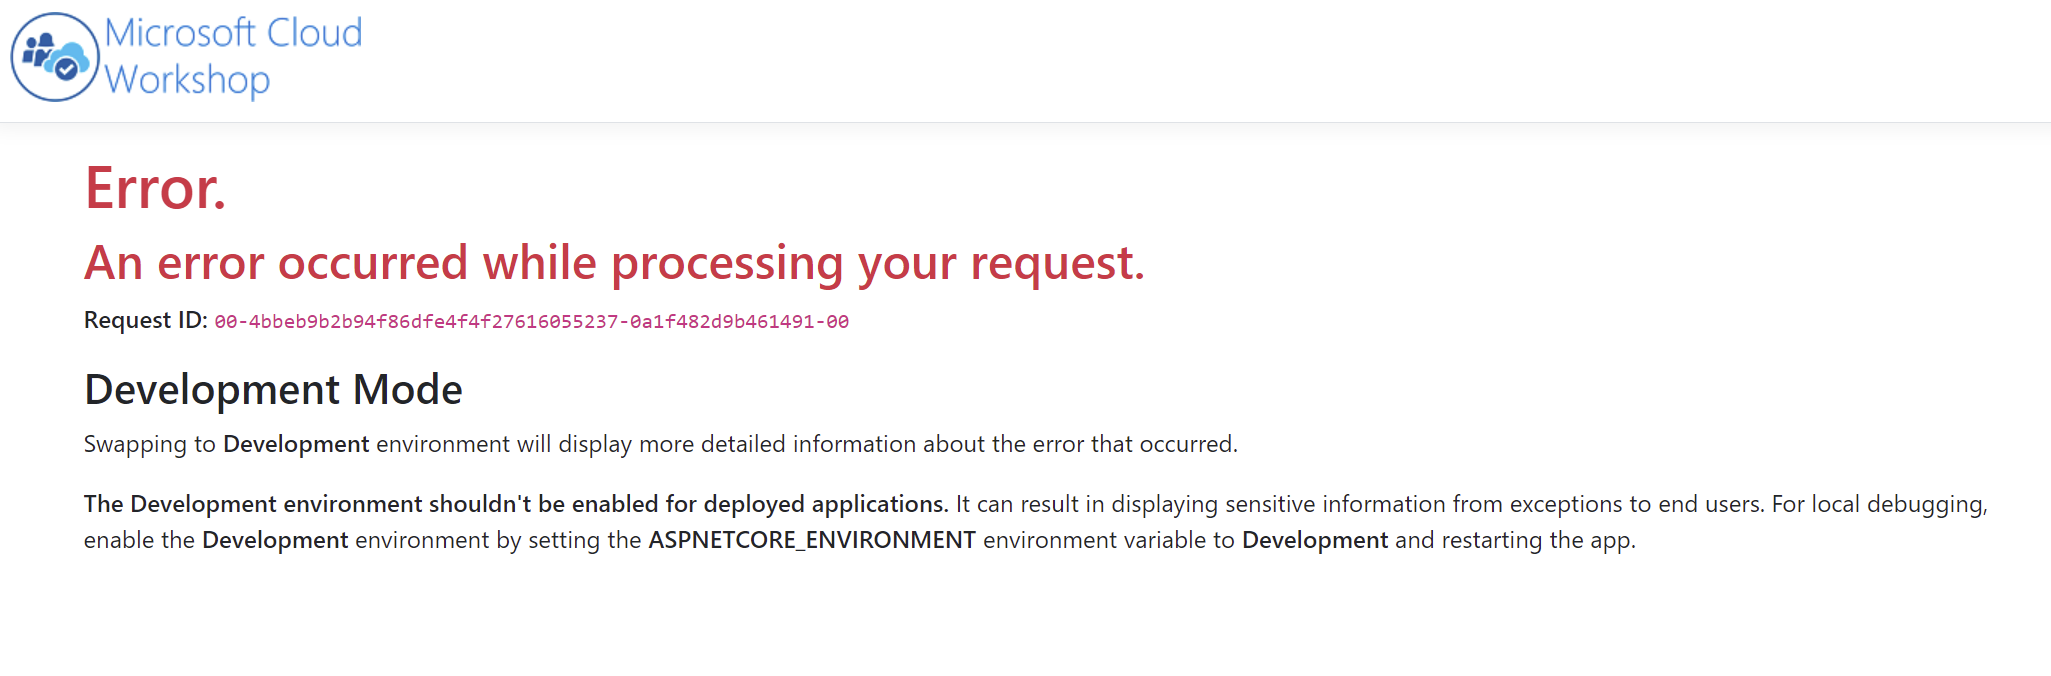 Microsoft Cloud
Workshop
Error.
An error occurred while processing your request.
Request ID: 00-4bbeb9b2b94f86dfe4f4f27616055237-0a1f482d9b461491-00
Development Mode
Swapping to Development environment will display more detailed information about the error that occurred.
The Development environment shouldn't be enabled for deployed applications. It can result in displaying sensitive information from exceptions to end users. For local debugging,
enable the Development environment by setting the ASPNETCORE_ENVIRONMENT environment variable to Development and restarting the app.